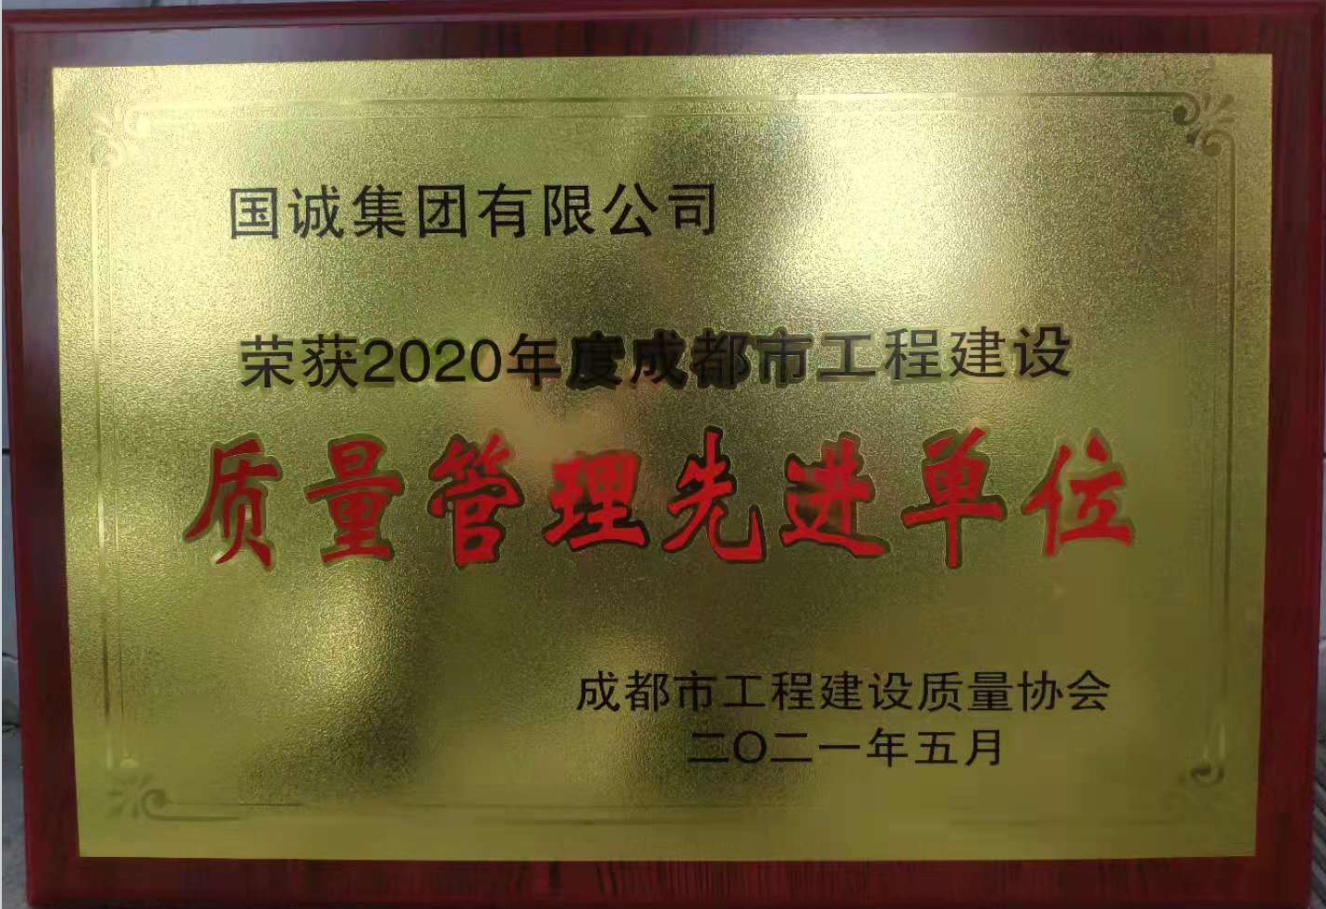 国诚集团有限公司
荣获2020年度成都市工程建设
质量管理先进单位
成都市工程建设质量协会
二〇二一年五月